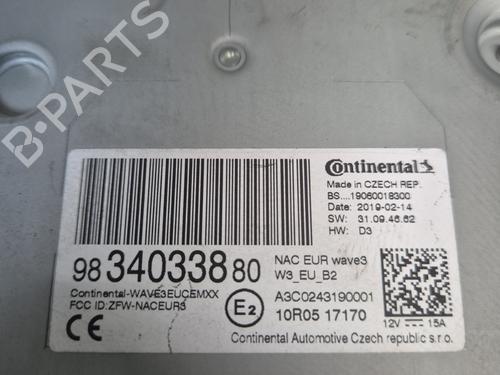 B-PARTS
Continental
Made in CZECH REP.
BS....19060018300
Date: 2019-02-14
SW: 31.09.46.62
HW: D3
98 340338 80
NAC EUR wave3
W3_EU_B2
Continental-WAVE3EUCEMXX
FCC ID:ZFW-NACEUR3
E2
A3C0243190001
10R05 17170
12V 15A
Continental Automotive Czech republic s.r.o.